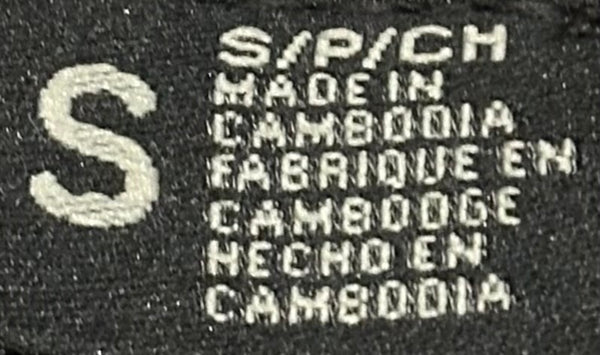 S
S/P/CH
MADE IN
CAMBODIA
FABRIQUE EN
CAMBODGE
HECHO EN
CAMBODIA